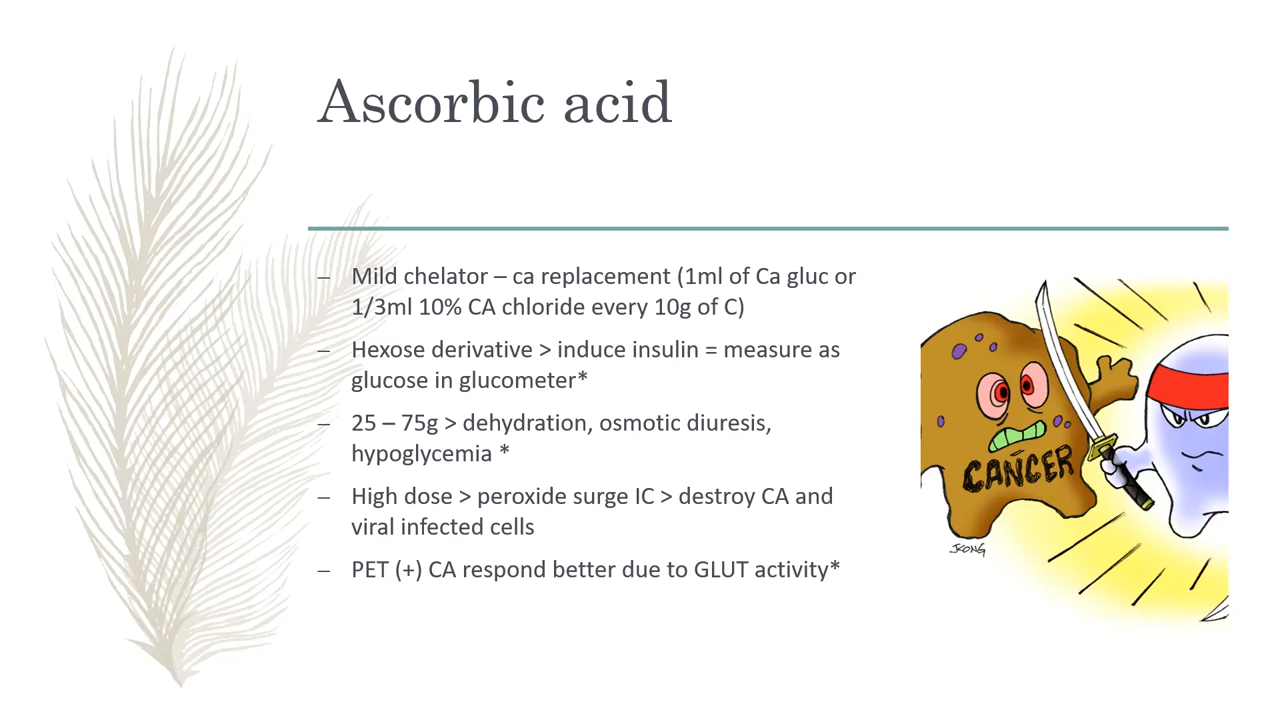 Ascorbic acid
– Mild chelator – ca replacement (1ml of Ca gluc or
1/3ml 10% CA chloride every 10g of C)
– Hexose derivative > induce insulin = measure as
glucose in glucometer*
– 25 – 75g > dehydration, osmotic diuresis,
hypoglycemia *
– High dose > peroxide surge IC > destroy CA and
viral infected cells
– PET (+) CA respond better due to GLUT activity*
CANCER
JKONG